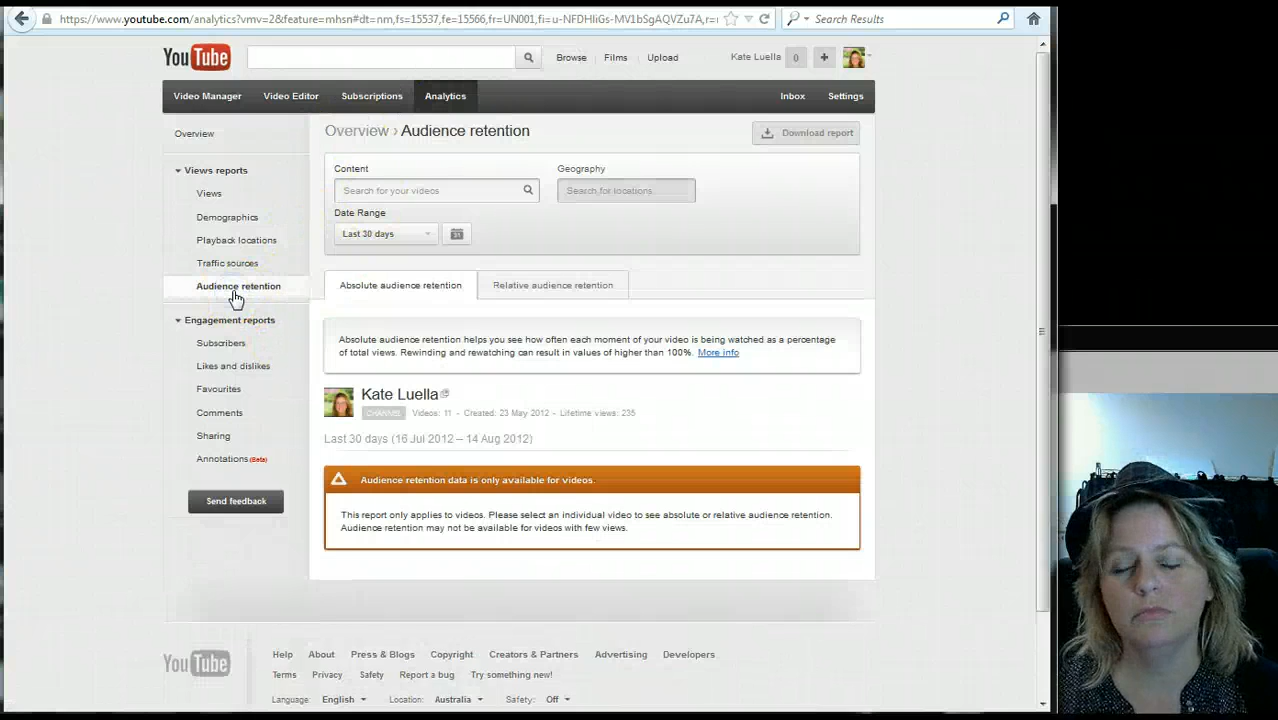 https://www.youtube.com/analytics?vmv=2&feature=mhsn#dt=nm,fs=15537,fe=15566,fr=UN001,fi=u-NFDHIiGs-MV1bSgAQVZu7A,r=
Search Results
YouTube
Browse Films Upload
Kate Luella 0 +
Video Manager Video Editor Subscriptions Analytics Inbox Settings
Overview
Views reports
Views
Demographics
Playback locations
Traffic sources
Audience retention
Engagement reports
Subscribers
Likes and dislikes
Favourites
Comments
Sharing
Annotations (Beta)
Send feedback
Overview › Audience retention
Download report
Content Geography
Search for your videos Search for locations
Date Range
Last 30 days 31
Absolute audience retention Relative audience retention
Absolute audience retention helps you see how often each moment of your video is being watched as a percentage
of total views. Rewinding and rewatching can result in values of higher than 100%. More info
Kate Luella
CHANNEL Videos: 11 - Created: 23 May 2012 - Lifetime views: 235
Last 30 days (16 Jul 2012 – 14 Aug 2012)
Audience retention data is only available for videos.
This report only applies to videos. Please select an individual video to see absolute or relative audience retention.
Audience retention may not be available for videos with few views.
YouTube
Help About Press & Blogs Copyright Creators & Partners Advertising Developers
Terms Privacy Safety Report a bug Try something new!
Language: English Location: Australia Safety: Off